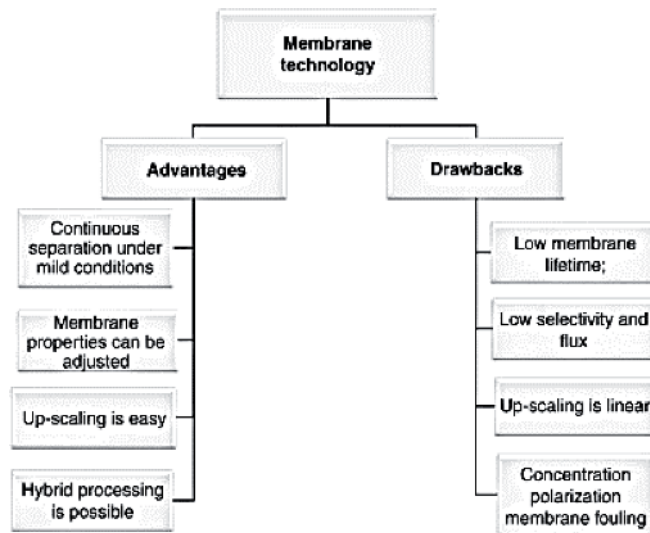 Membrane
technology
Advantages
Drawbacks
Continuous
separation under
mild conditions
Membrane
properties can be
adjusted
Up-scaling is easy
Hybrid processing
is possible
Low membrane
lifetime;
Low selectivity and
flux
Up-scaling is linear
Concentration
polarization
membrane fouling